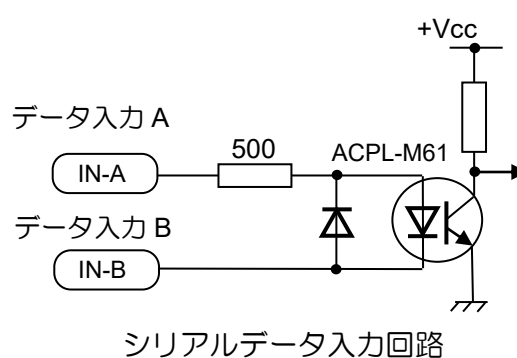 +Vcc
データ入力 A
500
ACPL-M61
IN-A
データ入力 B
IN-B
シリアルデータ入力回路